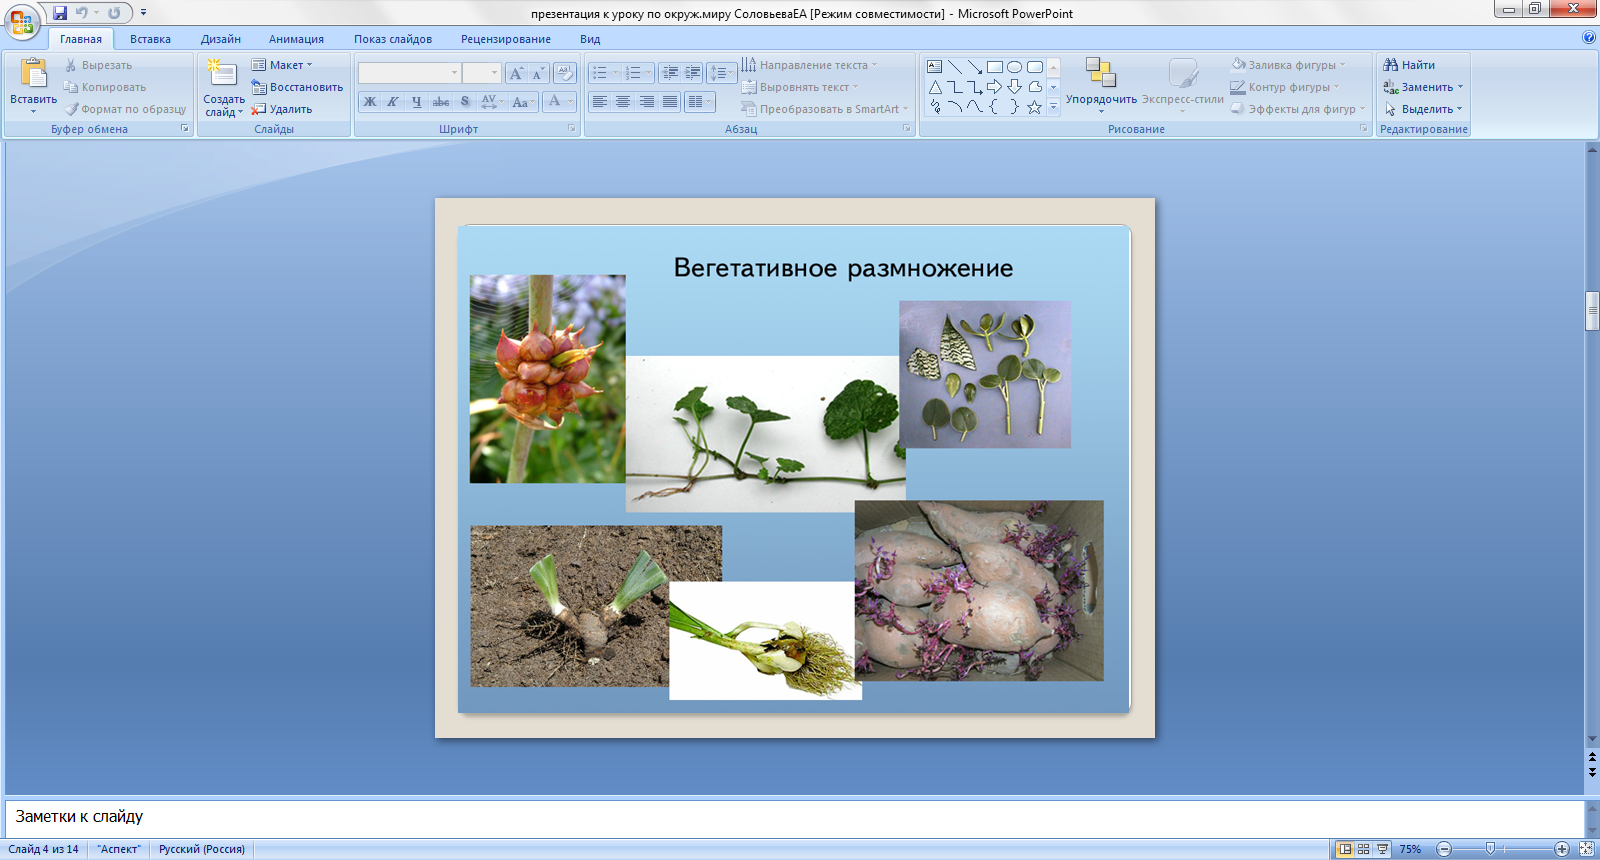 презентация к уроку по окруж.миру СоловьеваЕА [Режим совместимости] - Microsoft PowerPoint
Главная Вставка Дизайн Анимация Показ слайдов Рецензирование Вид
Вставить
Вырезать
Копировать
Формат по образцу
Буфер обмена
Создать слайд
Макет
Восстановить
Удалить
Слайды
Ж К Ч abc S AV Aa A
Шрифт
Направление текста
Выровнять текст
Преобразовать в SmartArt
Абзац
Упорядочить
Экспресс-стили
Заливка фигуры
Контур фигуры
Эффекты для фигур
Рисование
Найти
Заменить
Выделить
Редактирование
Вегетативное размножение
Заметки к слайду
Слайд 4 из 14 "Аспект" Русский (Россия) 75%